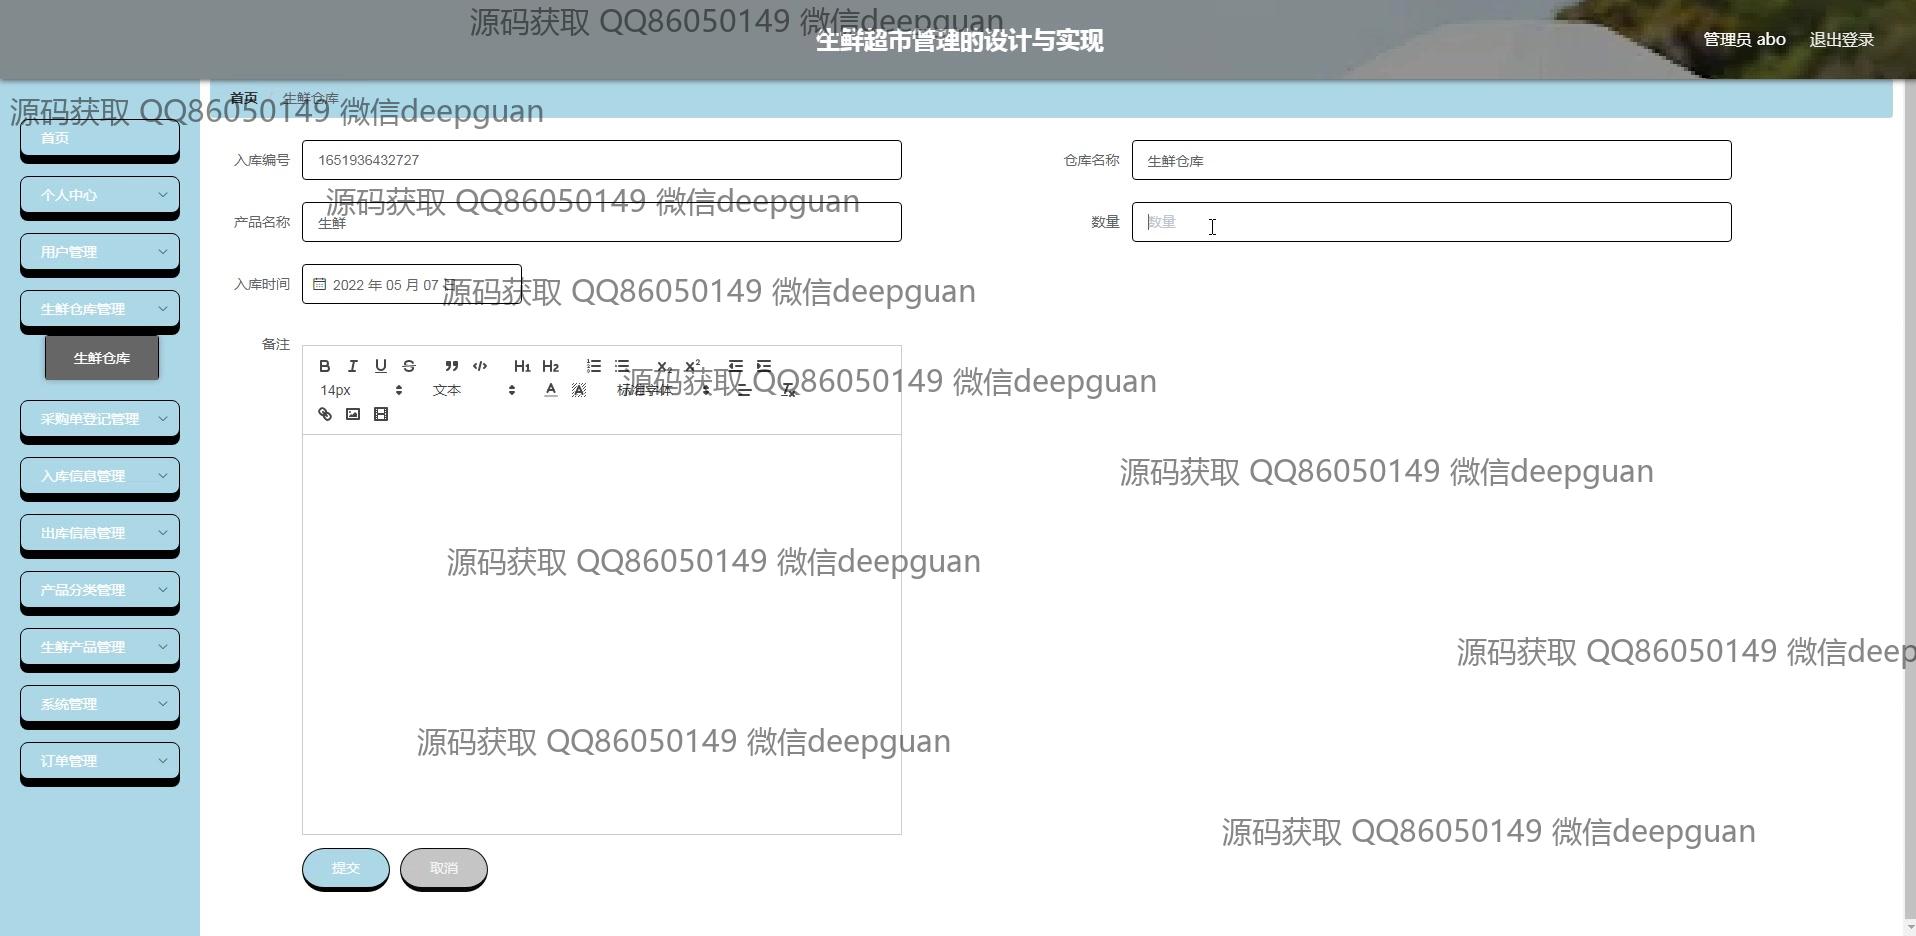 源码获取 QQ86050149 微信deepguan
生鲜超市管理的设计与实现
管理员 abo
退出登录
首页 / 生鲜仓库
源码获取 QQ86050149 微信deepguan
首页
个人中心
用户管理
生鲜仓库管理
生鲜仓库
采购单登记管理
入库信息管理
出库信息管理
产品分类管理
生鲜产品管理
系统管理
订单管理
入库编号 1651936432727
仓库名称 生鲜仓库
源码获取 QQ86050149 微信deepguan
产品名称 生鲜
数量 数量
入库时间 2022 年 05 月 07 日
源码获取 QQ86050149 微信deepguan
备注
B I U S H1 H2 X2 X2
源码获取 QQ86050149 微信deepguan
14px 文本 A A 标准字体 Tx
源码获取 QQ86050149 微信deepguan
源码获取 QQ86050149 微信deepguan
源码获取 QQ86050149 微信deep
源码获取 QQ86050149 微信deepguan
源码获取 QQ86050149 微信deepguan
提交
取消